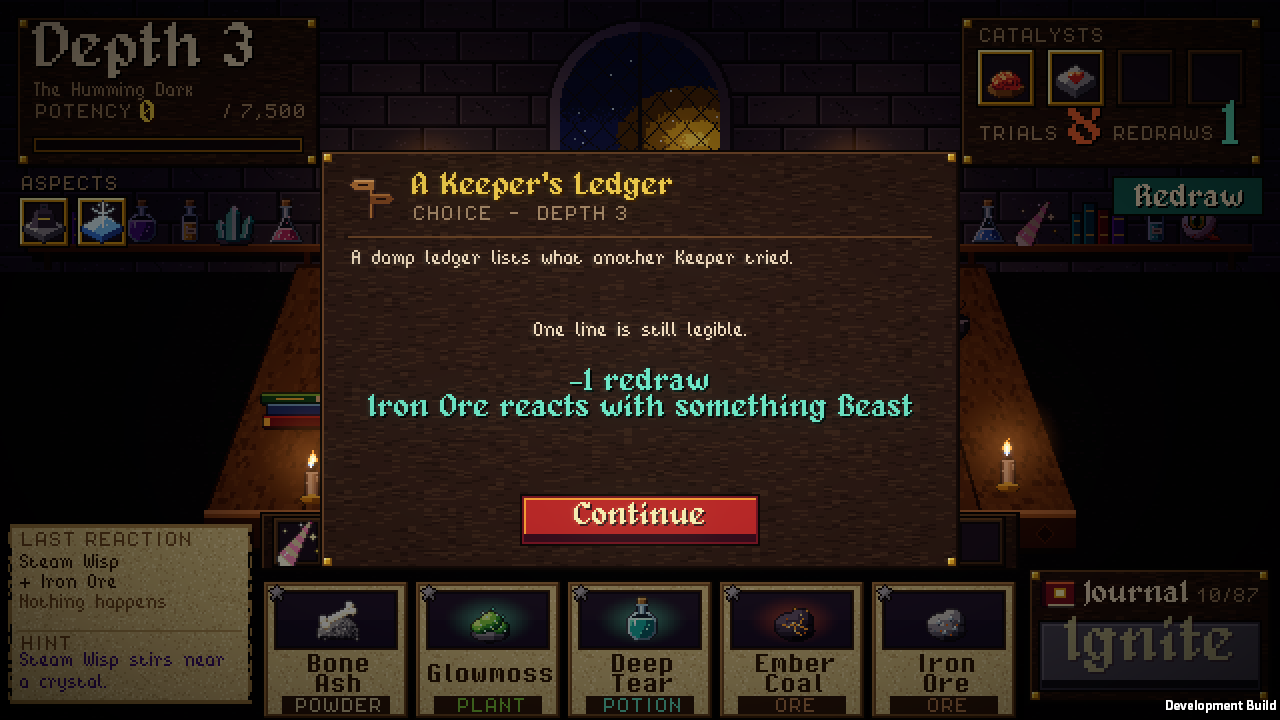 Depth 3
The Humming Dark
POTENCY 0 / 7,500
ASPECTS
CATALYSTS
TRIALS 8 REDRAWS 1
Redraw
A Keeper's Ledger
CHOICE - DEPTH 3
A damp ledger lists what another Keeper tried.
One line is still legible.
-1 redraw
Iron Ore reacts with something Beast
Continue
LAST REACTION
Steam Wisp
+ Iron Ore
Nothing happens
HINT
Steam Wisp stirs near
a crystal.
Bone
Ash
POWDER
Glowmoss
PLANT
Deep
Tear
POTION
Ember
Coal
ORE
Iron
Ore
ORE
Journal 10/87
Ignite
Development Build